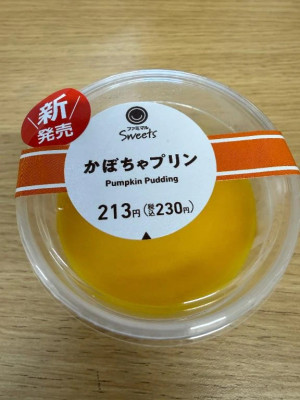 新
発売
ファミマル
Sweets
かぼちゃプリン
Pumpkin Pudding
213円(税込230円)